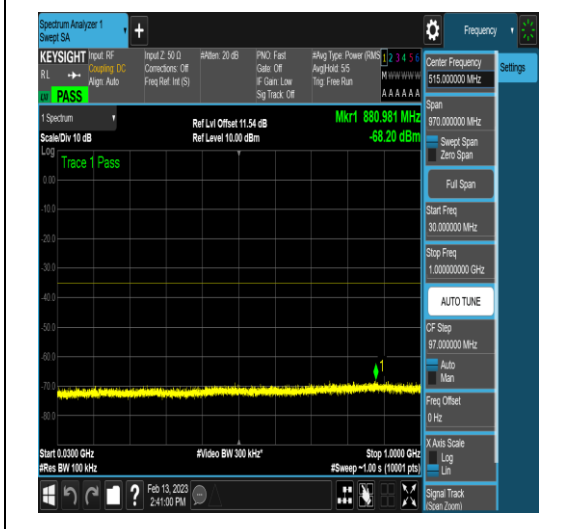 Spectrum Analyzer 1
Swept SA
+
Frequency
KEYSIGHT
Input: RF
Coupling: DC
Align: Auto
Input Z: 50 Ω
Corrections: Off
Freq Ref: Int (S)
#Atten: 20 dB
PNO: Fast
Gate: Off
IF Gain: Low
Sig Track: Off
#Avg Type: Power (RMS)
Avg|Hold: 5/5
Trig: Free Run
1 2 3 4 5 6
M W W W W W
A A A A A A
RL
PASS
Center Frequency
515.000000 MHz
Settings
Span
970.000000 MHz
Swept Span
Zero Span
Full Span
Start Freq
30.000000 MHz
Stop Freq
1.000000000 GHz
AUTO TUNE
CF Step
97.000000 MHz
Auto
Man
Freq Offset
0 Hz
X Axis Scale
Log
Lin
Signal Track
(Span Zoom)
1 Spectrum
Scale/Div 10 dB
Ref Lvl Offset 11.54 dB
Ref Level 10.00 dBm
Mkr1 880.981 MHz
-68.20 dBm
Log
Trace 1 Pass
0.00
-10.0
-20.0
-30.0
-40.0
-50.0
-60.0
-70.0
-80.0
1
Start 0.0300 GHz
#Res BW 100 kHz
#Video BW 300 kHz*
Stop 1.0000 GHz
#Sweep ~1.00 s (10001 pts)
?
Feb 13, 2023
2:41:00 PM